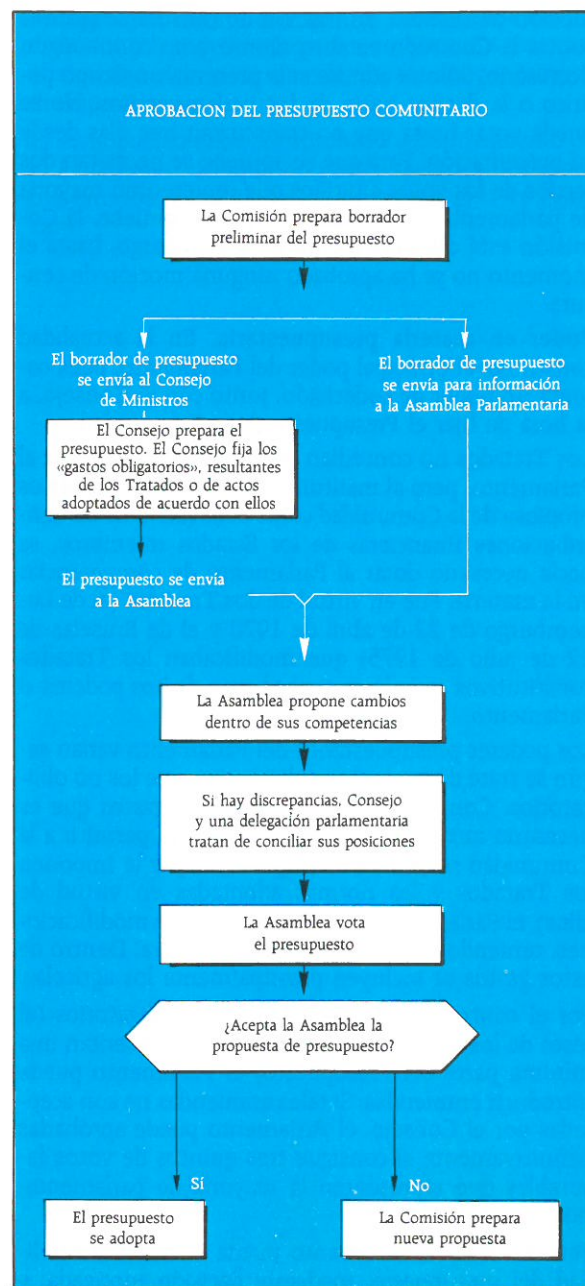 APROBACION DEL PRESUPUESTO COMUNITARIO
La Comisión prepara borrador
preliminar del presupuesto
El borrador de presupuesto
se envía al Consejo
de Ministros
El borrador de presupuesto
se envía para información
a la Asamblea Parlamentaria
El Consejo prepara el
presupuesto. El Consejo fija los
«gastos obligatorios», resultantes
de los Tratados o de actos
adoptados de acuerdo con ellos
El presupuesto se envía
a la Asamblea
La Asamblea propone cambios
dentro de sus competencias
Si hay discrepancias, Consejo
y una delegación parlamentaria
tratan de conciliar sus posiciones
La Asamblea vota
el presupuesto
¿Acepta la Asamblea la
propuesta de presupuesto?
Sí
No
El presupuesto
se adopta
La Comisión prepara
nueva propuesta